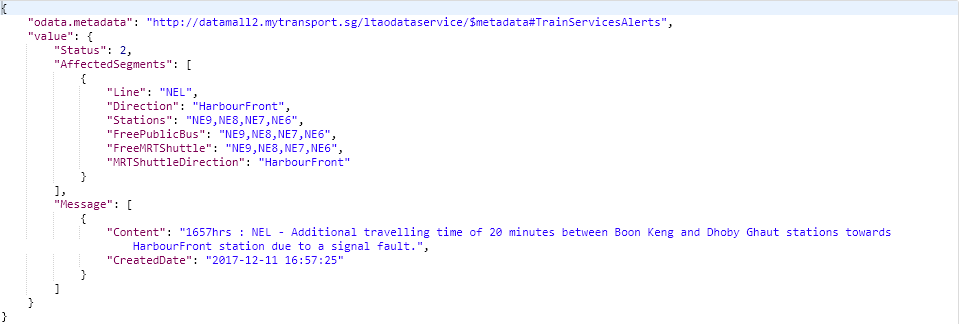 {
    "odata.metadata": "http://datamall2.mytransport.sg/ltaodataservice/$metadata#TrainServicesAlerts",
    "value": {
        "Status": 2,
        "AffectedSegments": [
            {
                "Line": "NEL",
                "Direction": "HarbourFront",
                "Stations": "NE9,NE8,NE7,NE6",
                "FreePublicBus": "NE9,NE8,NE7,NE6",
                "FreeMRTShuttle": "NE9,NE8,NE7,NE6",
                "MRTShuttleDirection": "HarbourFront"
            }
        ],
        "Message": [
            {
                "Content": "1657hrs : NEL - Additional travelling time of 20 minutes between Boon Keng and Dhoby Ghaut stations towards
                    HarbourFront station due to a signal fault.",
                "CreatedDate": "2017-12-11 16:57:25"
            }
        ]
    }
}